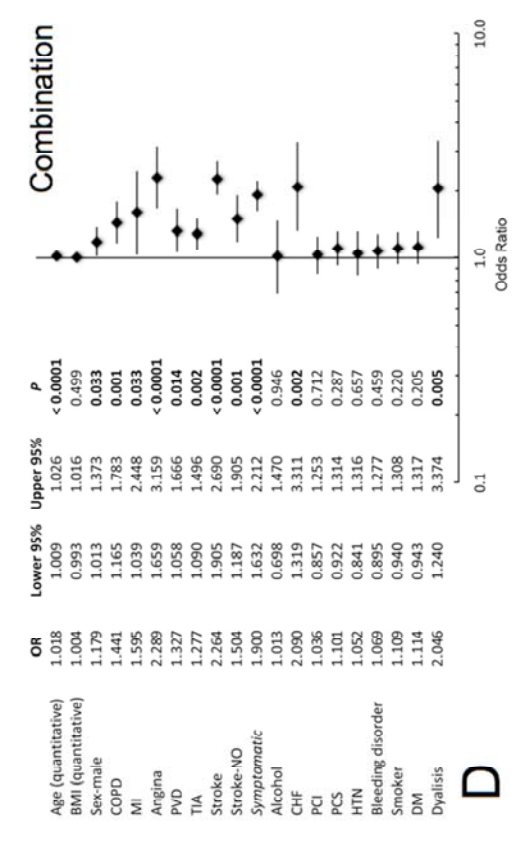 Combination
OR Lower 95% Upper 95% P
Age (quantitative) 1.018 1.009 1.026 < 0.0001
BMI (quantitative) 1.004 0.993 1.016 0.499
Sex-male 1.179 1.013 1.373 0.033
COPD 1.441 1.165 1.783 0.001
MI 1.595 1.039 2.448 0.033
Angina 2.289 1.659 3.159 < 0.0001
PVD 1.327 1.058 1.666 0.014
TIA 1.277 1.090 1.496 0.002
Stroke 2.264 1.905 2.690 < 0.0001
Stroke-NO 1.504 1.187 1.905 0.001
Symptomatic 1.900 1.632 2.212 < 0.0001
Alcohol 1.013 0.698 1.470 0.946
CHF 2.090 1.319 3.311 0.002
PCI 1.036 0.857 1.253 0.712
PCS 1.101 0.922 1.314 0.287
HTN 1.052 0.841 1.316 0.657
Bleeding disorder 1.069 0.895 1.277 0.459
Smoker 1.109 0.940 1.308 0.220
DM 1.114 0.943 1.317 0.205
Dyalisis 2.046 1.240 3.374 0.005
0.1 1.0 10.0
Odds Ratio
D